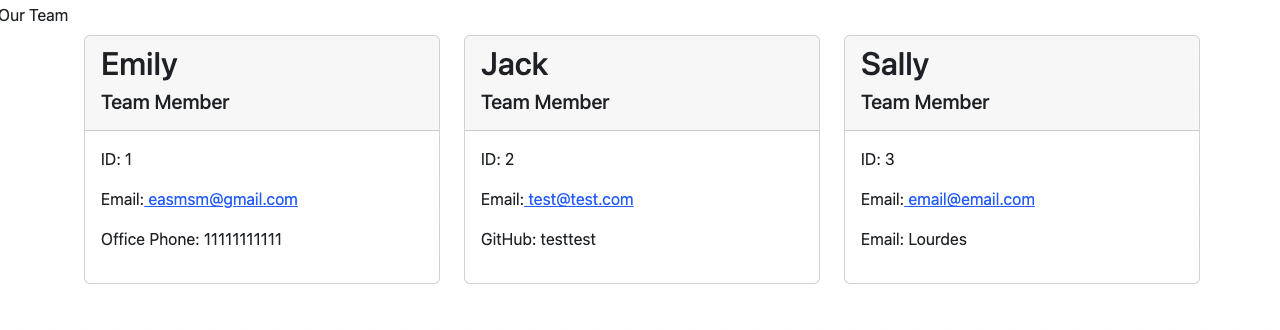 Our Team
Emily
Team Member
ID: 1
Email: easmsm@gmail.com
Office Phone: 11111111111
Jack
Team Member
ID: 2
Email: test@test.com
GitHub: testtest
Sally
Team Member
ID: 3
Email: email@email.com
Email: Lourdes